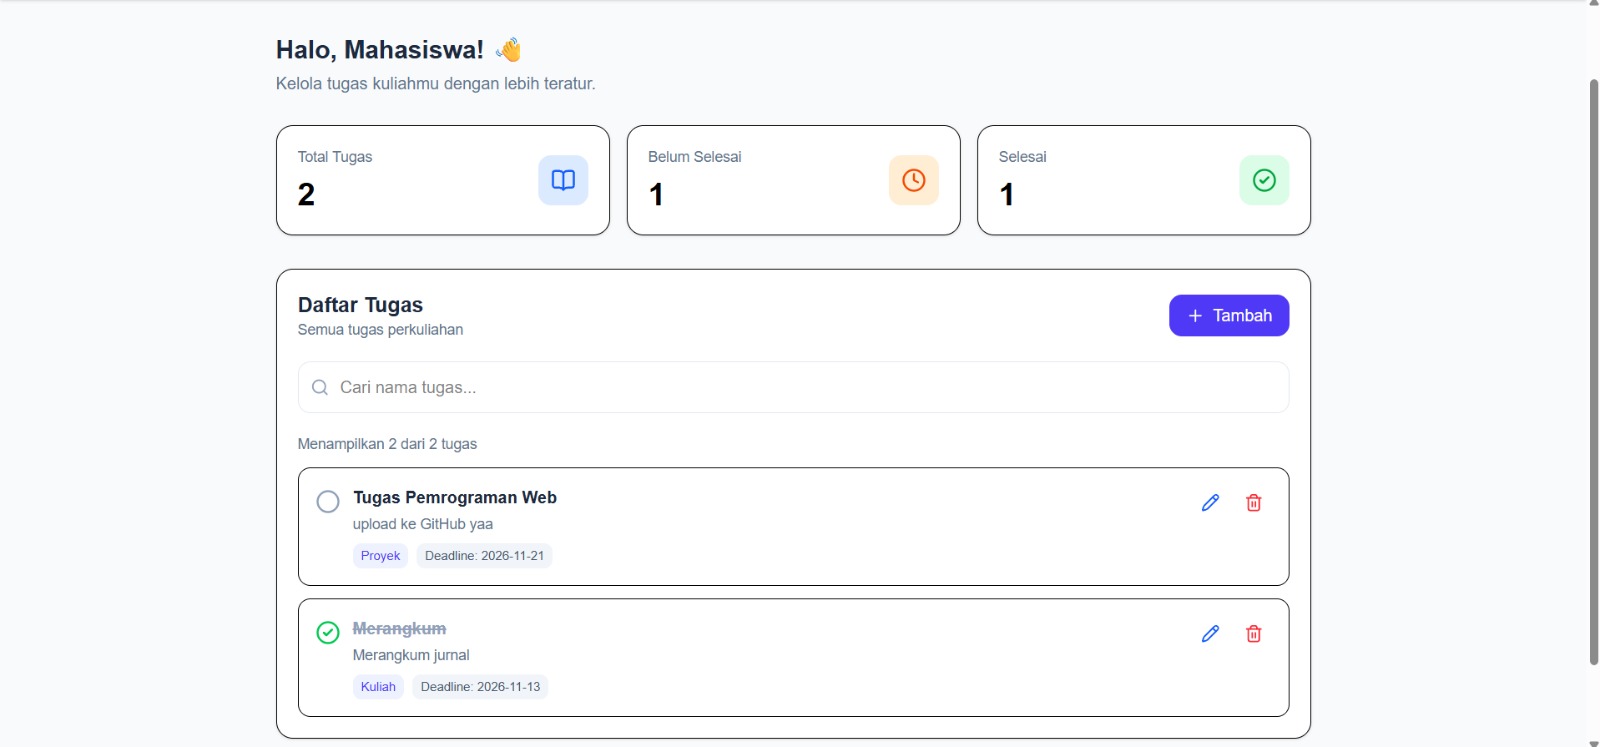 Halo, Mahasiswa! 👋
Kelola tugas kuliahmu dengan lebih teratur.
Total Tugas
2
Belum Selesai
1
Selesai
1
Daftar Tugas
Semua tugas perkuliahan
+ Tambah
Cari nama tugas...
Menampilkan 2 dari 2 tugas
Tugas Pemrograman Web
upload ke GitHub yaa
Proyek Deadline: 2026-11-21
Merangkum
Merangkum jurnal
Kuliah Deadline: 2026-11-13